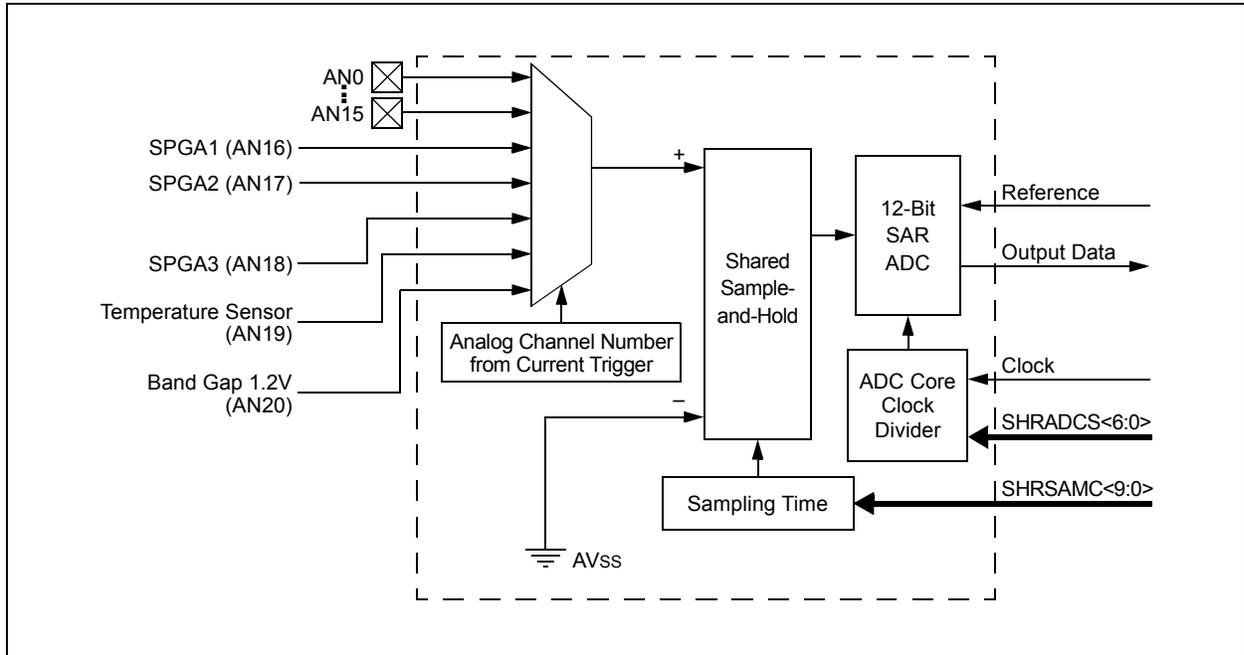 AN0
AN15
SPGA1 (AN16)
SPGA2 (AN17)
SPGA3 (AN18)
Temperature Sensor
(AN19)
Band Gap 1.2V
(AN20)
Analog Channel Number
from Current Trigger
+
–
Shared
Sample-
and-Hold
12-Bit
SAR
ADC
Reference
Output Data
ADC Core
Clock
Divider
Clock
SHRADCS<6:0>
Sampling Time
SHRSAMC<9:0>
AVSS